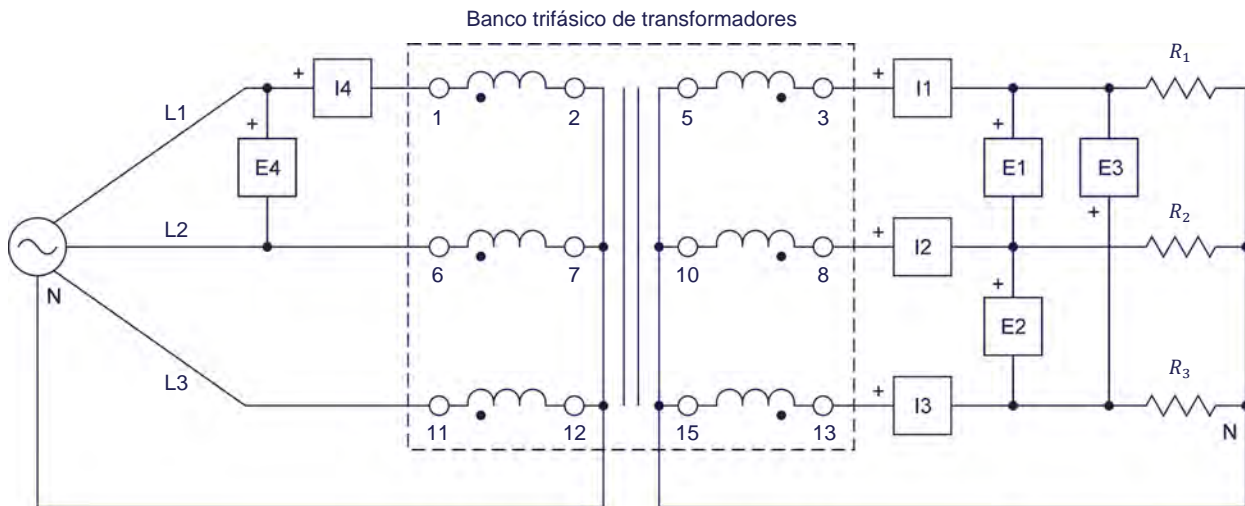 Banco trifásico de transformadores
L1
+
I4
1
2
5
3
+
I1
R₁
+
E4
+
E1
E3
+
L2
6
7
10
8
+
I2
R₂
N
+
E2
L3
11
12
15
13
+
I3
R₃
N